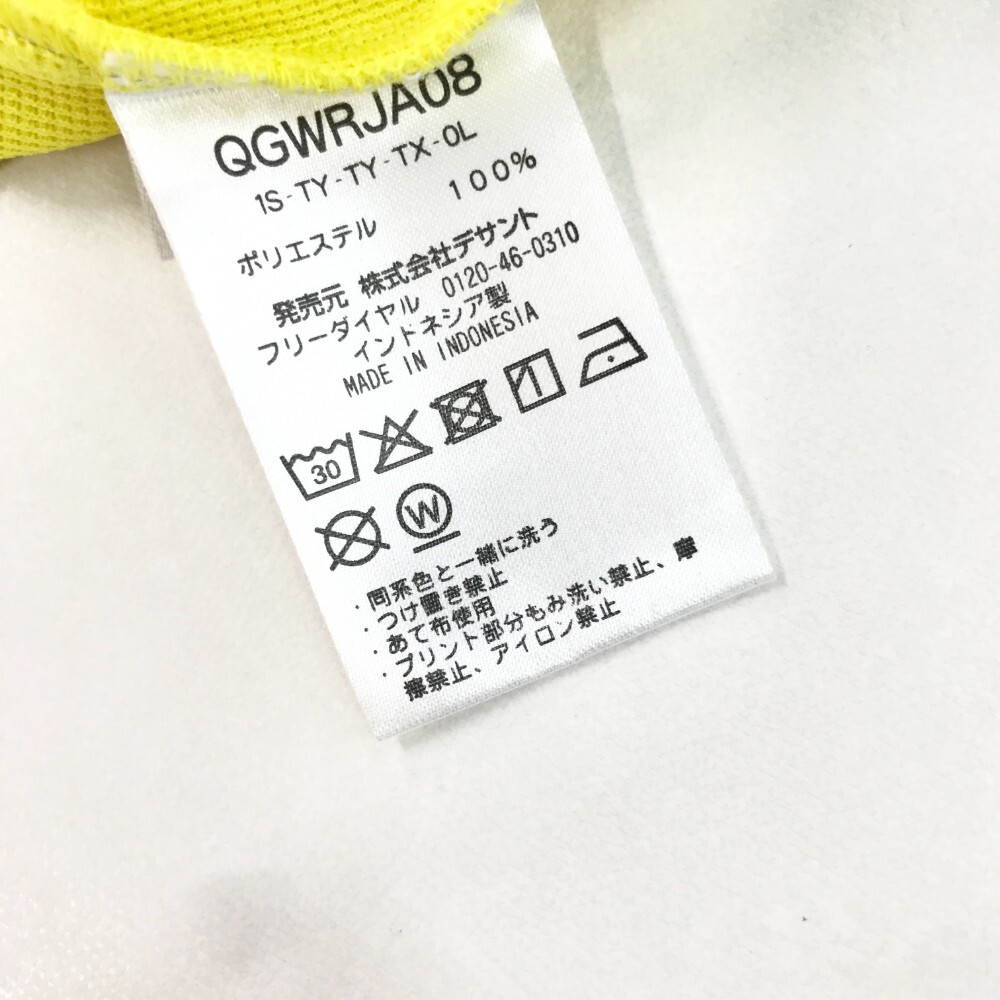 QGWRJA08
1S-TY-TY-TX-0L
ポリエステル 100%
発売元 株式会社デサント
フリーダイヤル 0120-46-0310
インドネシア製
MADE IN INDONESIA
30
W
・同系色と一緒に洗う
・つけ置き禁止
・あて布使用
・プリント部分もみ洗い禁止、摩
擦禁止、アイロン禁止